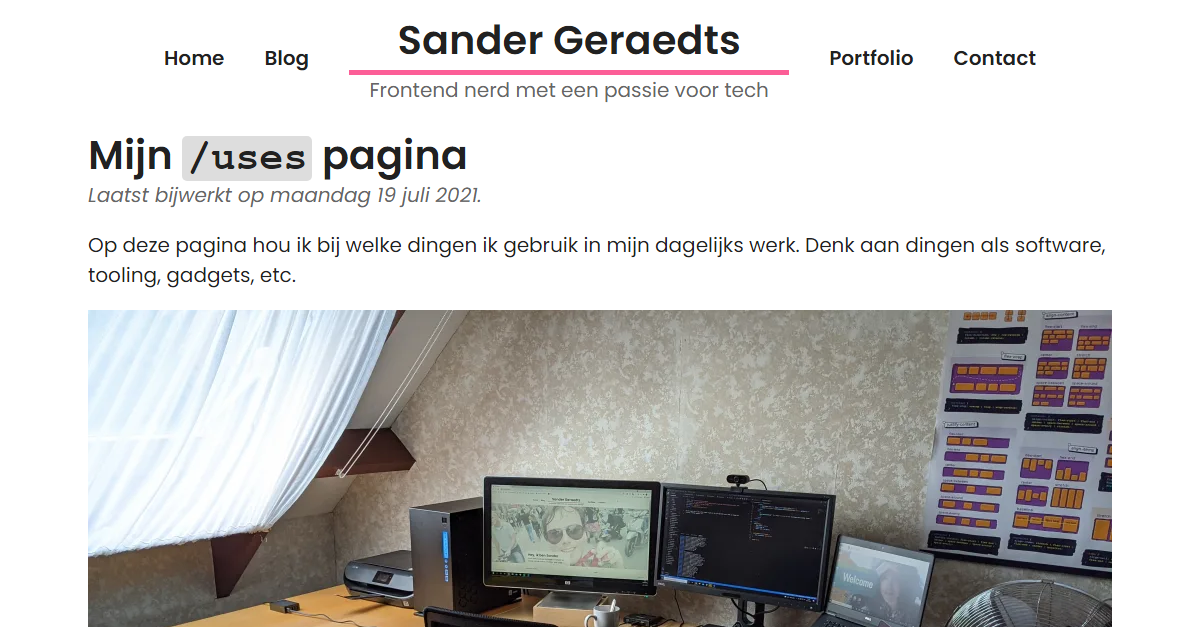 Home
Blog
Sander Geraedts
Frontend nerd met een passie voor tech
Portfolio
Contact
Mijn /uses pagina
Laatst bijwerkt op maandag 19 juli 2021.
Op deze pagina hou ik bij welke dingen ik gebruik in mijn dagelijks werk. Denk aan dingen als software,
tooling, gadgets, etc.
Sander Geraedts
Welcome